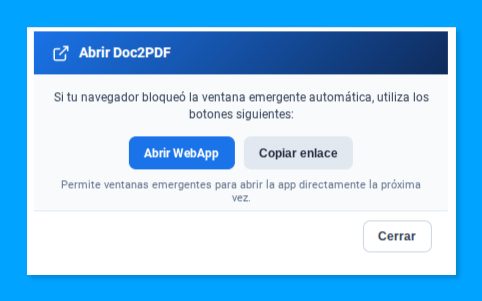 Abrir Doc2PDF
Si tu navegador bloqueó la ventana emergente automática, utiliza los
botones siguientes:
Abrir WebApp
Copiar enlace
Permite ventanas emergentes para abrir la app directamente la próxima
vez.
Cerrar